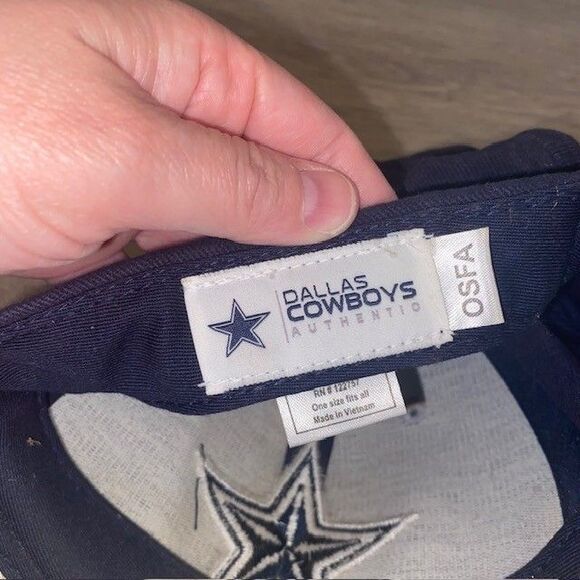 DALLAS
COWBOYS
AUTHENTIC
OSFA
RN # 122757
One size fits all
Made in Vietnam